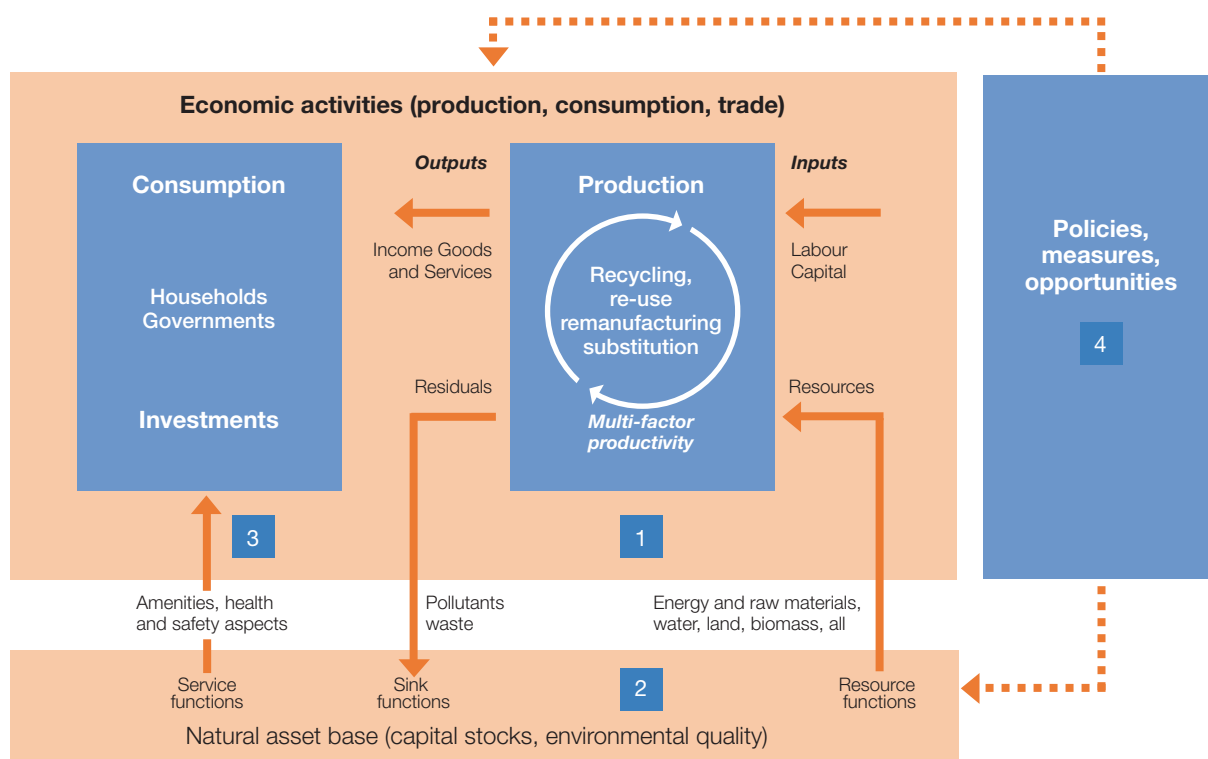 Economic activities (production, consumption, trade)
Consumption
Households
Governments
Investments
Outputs
Income Goods
and Services
Residuals
Production
Recycling,
re-use
remanufacturing
substitution
Multi-factor
productivity
Inputs
Labour
Capital
Resources
Policies,
measures,
opportunities
4
3
1
Amenities, health
and safety aspects
Pollutants
waste
Energy and raw materials,
water, land, biomass, all
Service
functions
Sink
functions
2
Resource
functions
Natural asset base (capital stocks, environmental quality)